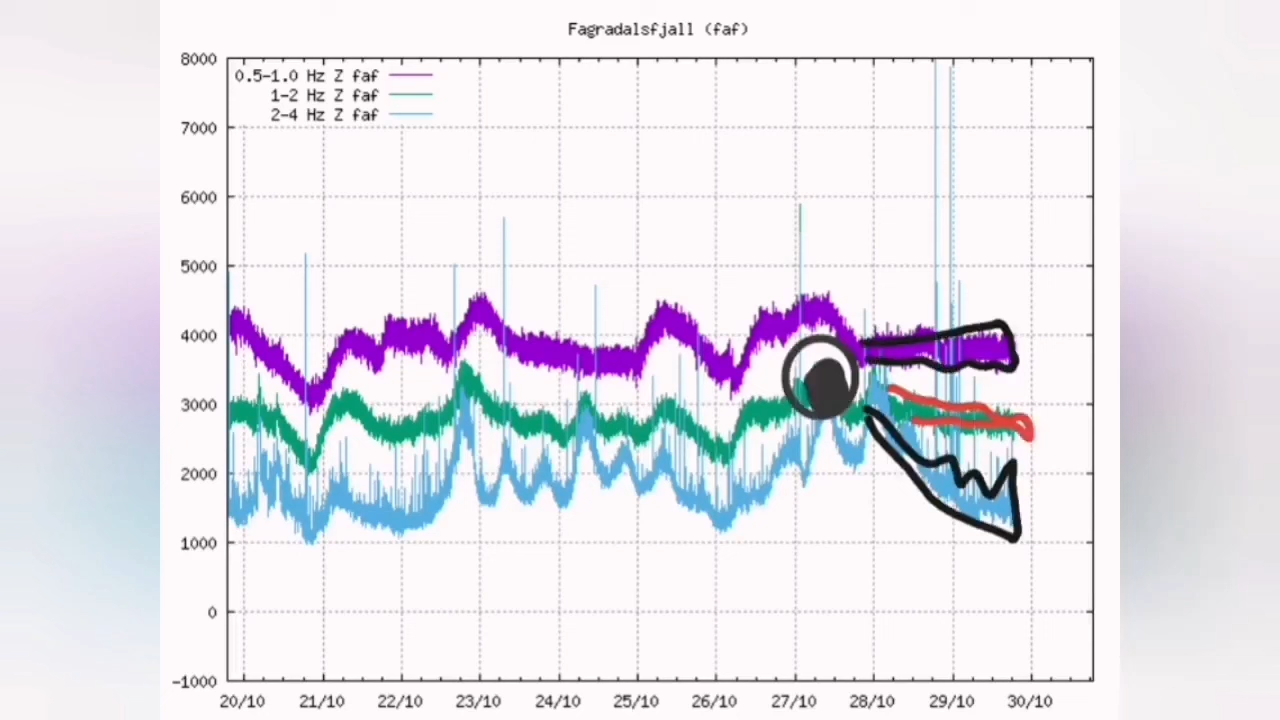 Fagradalsfjall (faf)
8000
0.5-1.0 Hz Z faf
1-2 Hz Z faf
2-4 Hz Z faf
7000
6000
5000
4000
3000
2000
1000
0
-1000
20/10 21/10 22/10 23/10 24/10 25/10 26/10 27/10 28/10 29/10 30/10